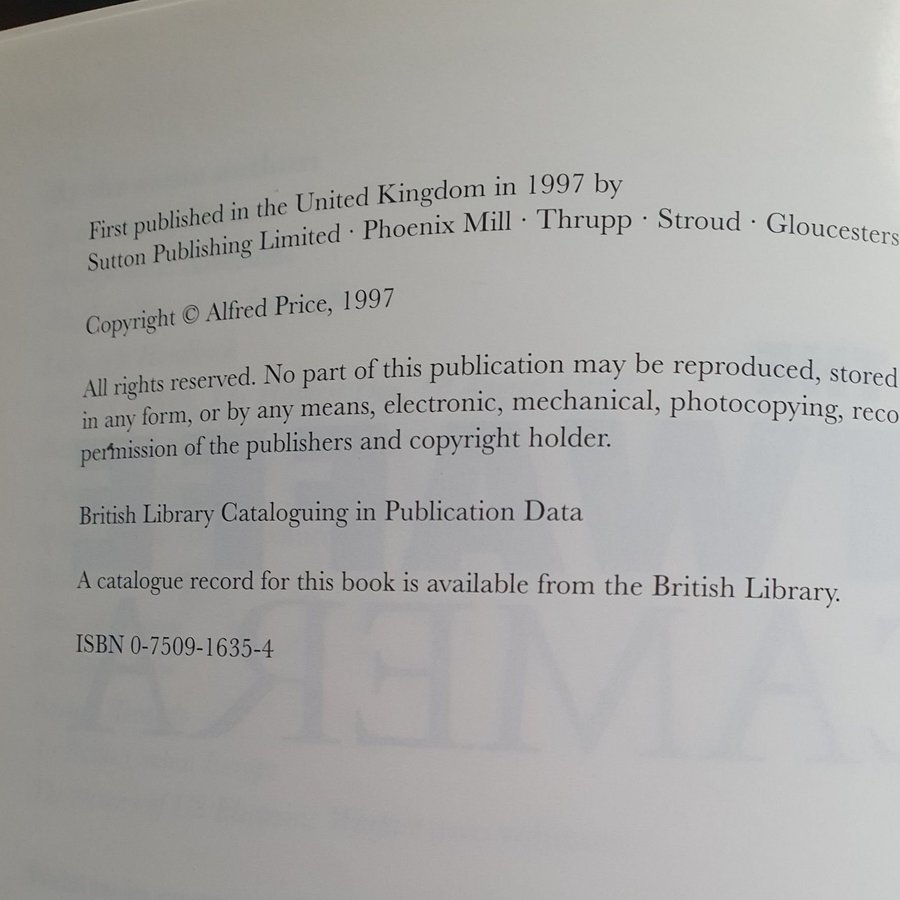 First published in the United Kingdom in 1997 by
Sutton Publishing Limited · Phoenix Mill · Thrupp · Stroud · Gloucesters
Copyright © Alfred Price, 1997
All rights reserved. No part of this publication may be reproduced, stored
in any form, or by any means, electronic, mechanical, photocopying, reco
permission of the publishers and copyright holder.
British Library Cataloguing in Publication Data
A catalogue record for this book is available from the British Library.
ISBN 0-7509-1635-4